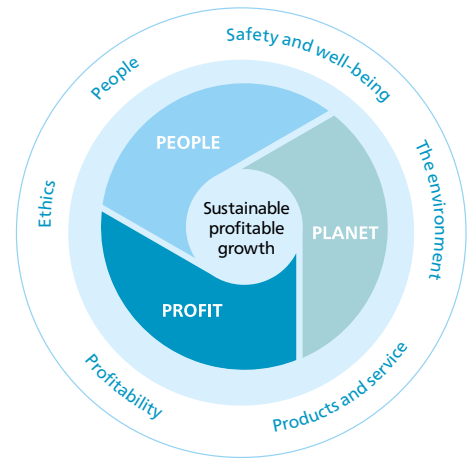 People
Safety and well-being
The environment
Products and service
Profitability
Ethics
PEOPLE
PLANET
PROFIT
Sustainable
profitable
growth